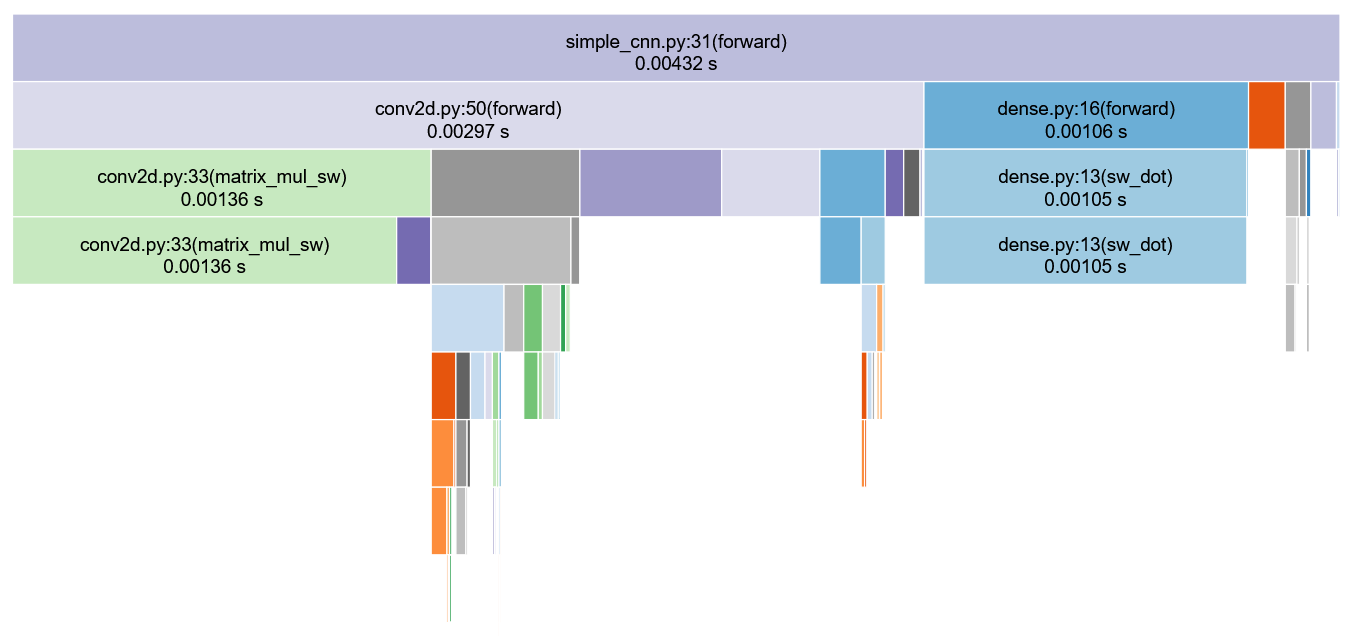 simple_cnn.py:31(forward)
0.00432 s
conv2d.py:50(forward)
0.00297 s
dense.py:16(forward)
0.00106 s
conv2d.py:33(matrix_mul_sw)
0.00136 s
dense.py:13(sw_dot)
0.00105 s
conv2d.py:33(matrix_mul_sw)
0.00136 s
dense.py:13(sw_dot)
0.00105 s